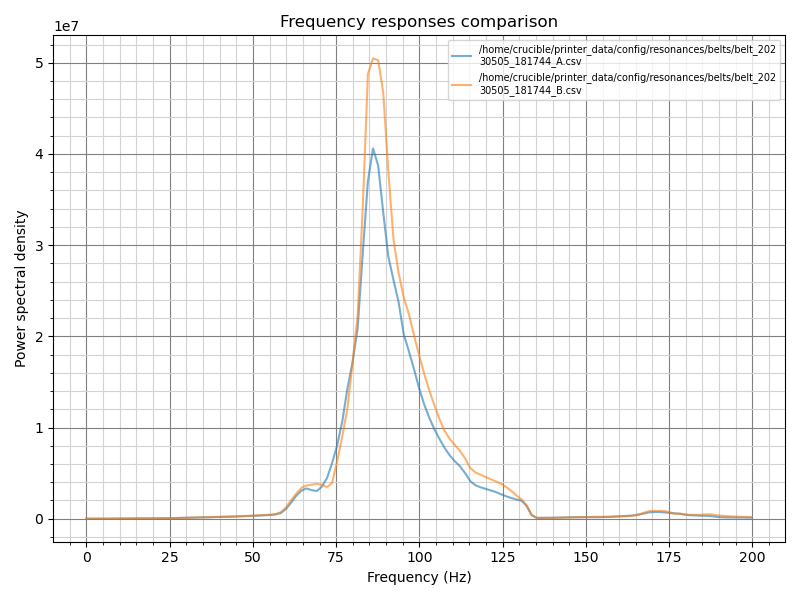 Frequency responses comparison
1e7
/home/crucible/printer_data/config/resonances/belts/belt_202
30505_181744_A.csv
/home/crucible/printer_data/config/resonances/belts/belt_202
30505_181744_B.csv
5
4
3
2
1
0
Power spectral density
0 25 50 75 100 125 150 175 200
Frequency (Hz)